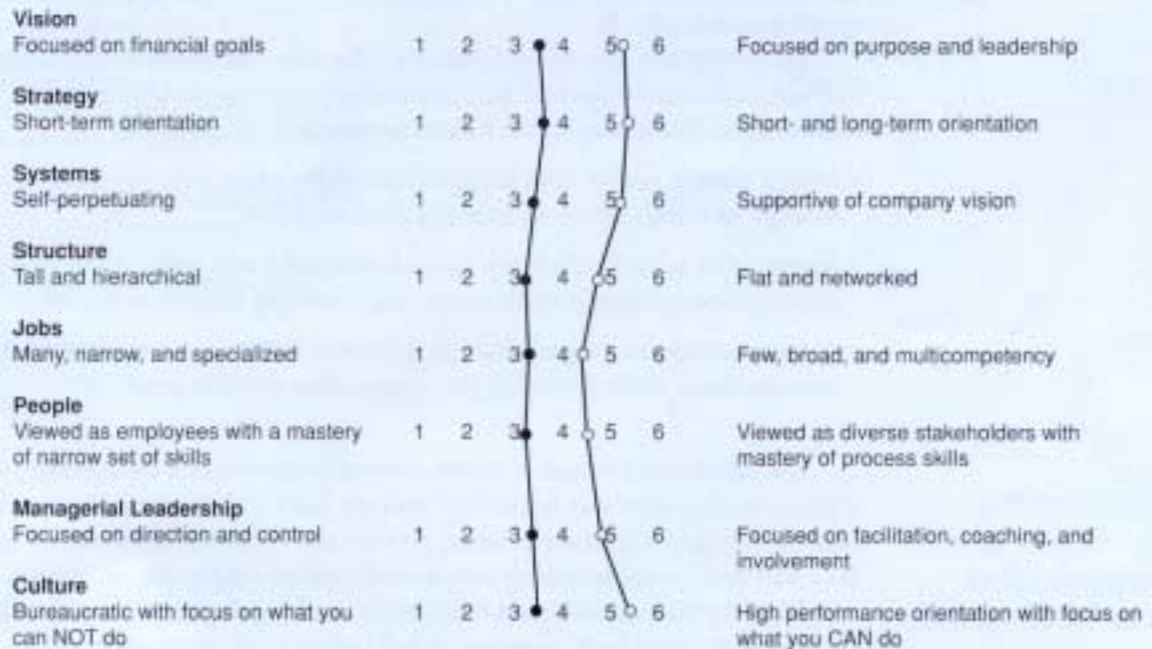 Vision
Focused on financial goals 1 2 3 4 5 6 Focused on purpose and leadership
Strategy
Short-term orientation 1 2 3 4 5 6 Short- and long-term orientation
Systems
Self-perpetuating 1 2 3 4 5 6 Supportive of company vision
Structure
Tall and hierarchical 1 2 3 4 5 6 Flat and networked
Jobs
Many, narrow, and specialized 1 2 3 4 5 6 Few, broad, and multicompetency
People
Viewed as employees with a mastery 1 2 3 4 5 6 Viewed as diverse stakeholders with
of narrow set of skills mastery of process skills
Managerial Leadership
Focused on direction and control 1 2 3 4 5 6 Focused on facilitation, coaching, and
involvement
Culture
Bureaucratic with focus on what you 1 2 3 4 5 6 High performance orientation with focus on
can NOT do what you CAN do